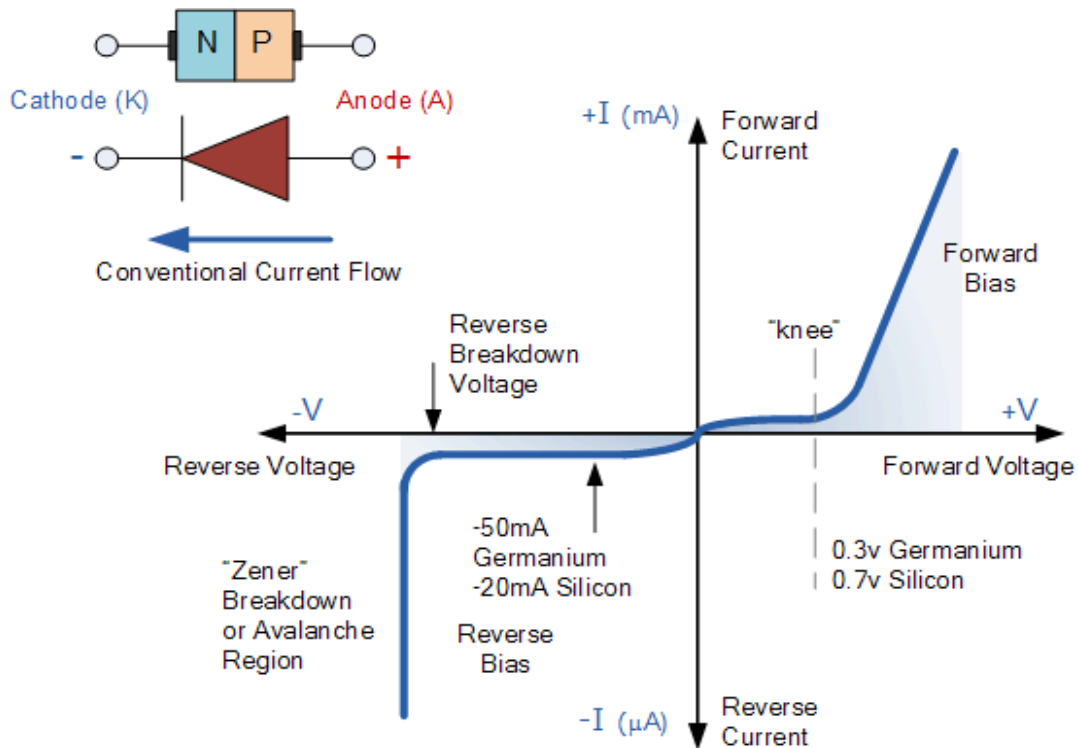 N P
Cathode (K)
Anode (A)
- +
Conventional Current Flow
+I (mA)
Forward
Current
Forward
Bias
"knee"
Reverse
Breakdown
Voltage
-V
+V
Reverse Voltage
Forward Voltage
-50mA
Germanium
-20mA Silicon
0.3v Germanium
0.7v Silicon
"Zener"
Breakdown
or Avalanche
Region
Reverse
Bias
-I (µA)
Reverse
Current